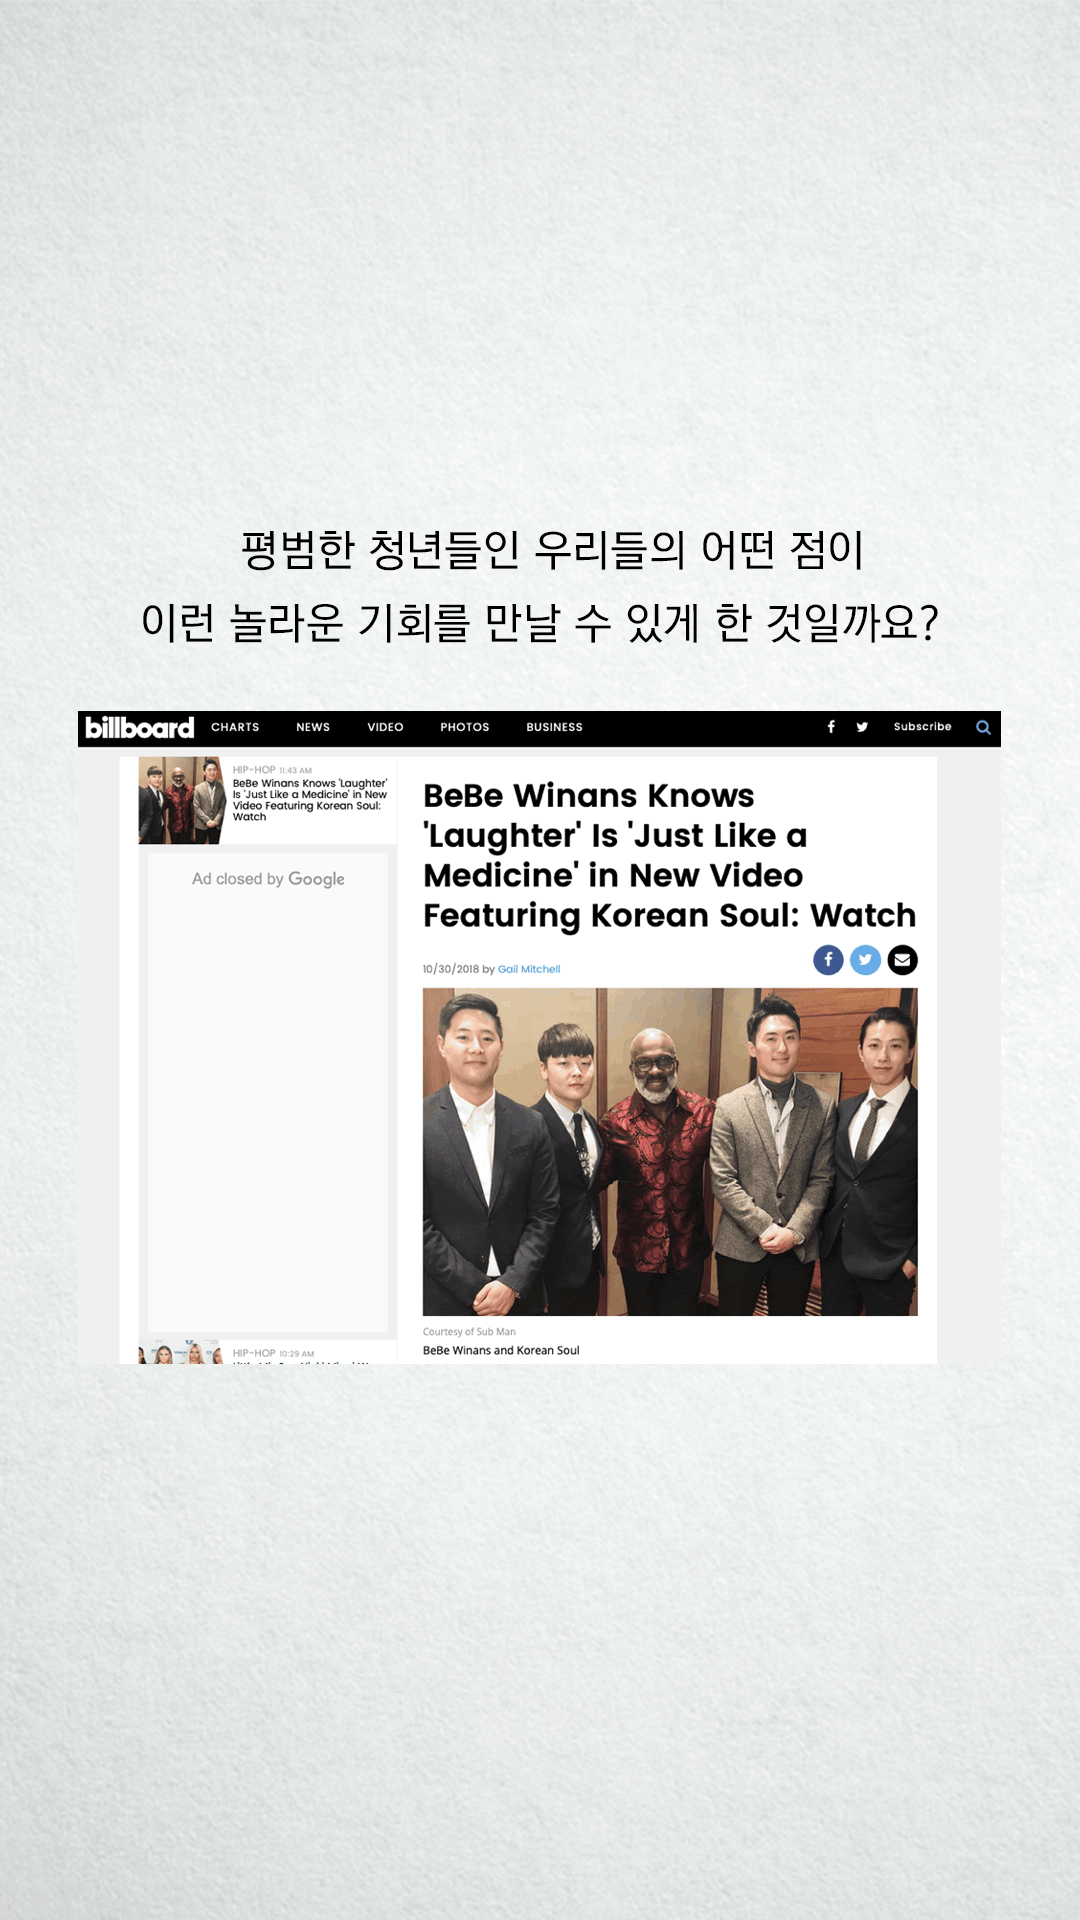 평범한 청년들인 우리들의 어떤 점이
이런 놀라운 기회를 만날 수 있게 한 것일까요?
billboard CHARTS NEWS VIDEO PHOTOS BUSINESS Subscribe
HIP-HOP 11:43 AM
BeBe Winans Knows 'Laughter'
Is 'Just Like a Medicine' in New
Video Featuring Korean Soul:
Watch
Ad closed by Google
HIP-HOP 10:29 AM
BeBe Winans Knows
'Laughter' Is 'Just Like a
Medicine' in New Video
Featuring Korean Soul: Watch
10/30/2018 by Gail Mitchell
Courtesy of Sub Man
BeBe Winans and Korean Soul